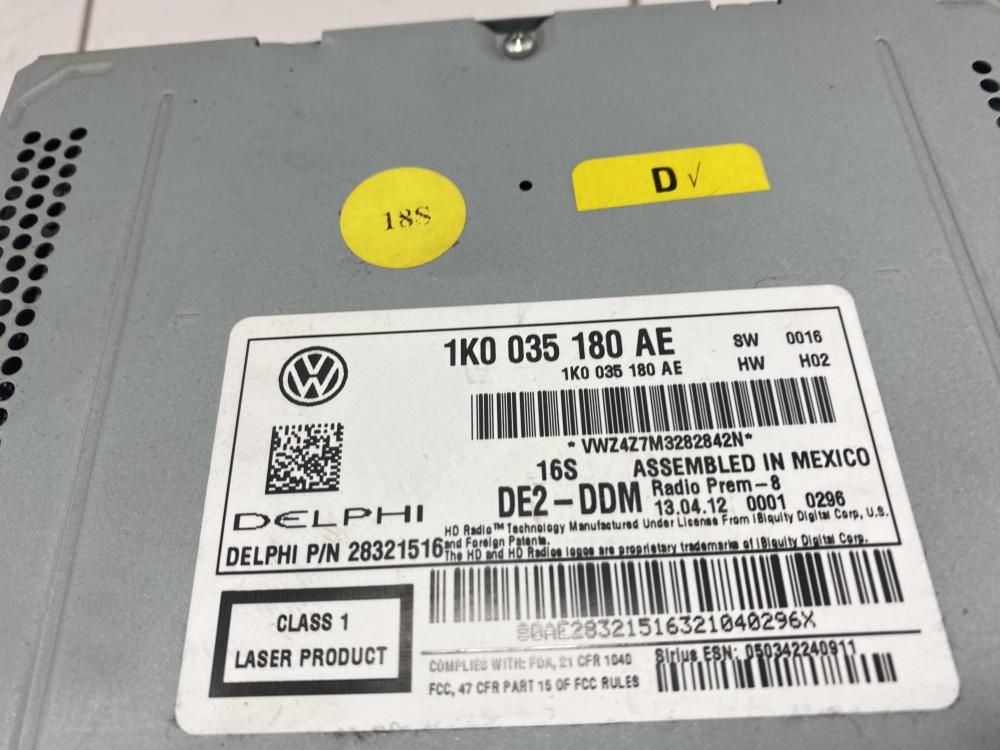 18S
D √
1K0 035 180 AE
SW 0016
1K0 035 180 AE
HW H02
*VWZ4Z7M3282842N*
16S ASSEMBLED IN MEXICO
DE2-DDM Radio Prem-8
13.04.12 0001 0296
DELPHI
HD Radio™ Technology Manufactured Under License From iBiquity Digital Corp, U.S.
and Foreign Patents.
DELPHI P/N 28321516
The HD and HD Radio logos are proprietary trademarks of iBiquity Digital Corp.
80AE28321516321040296X
CLASS 1
LASER PRODUCT
COMPLIES WITH: FDA, 21 CFR 1040
FCC, 47 CFR PART 15 OF FCC RULES
Sirius ESN: 050342240911